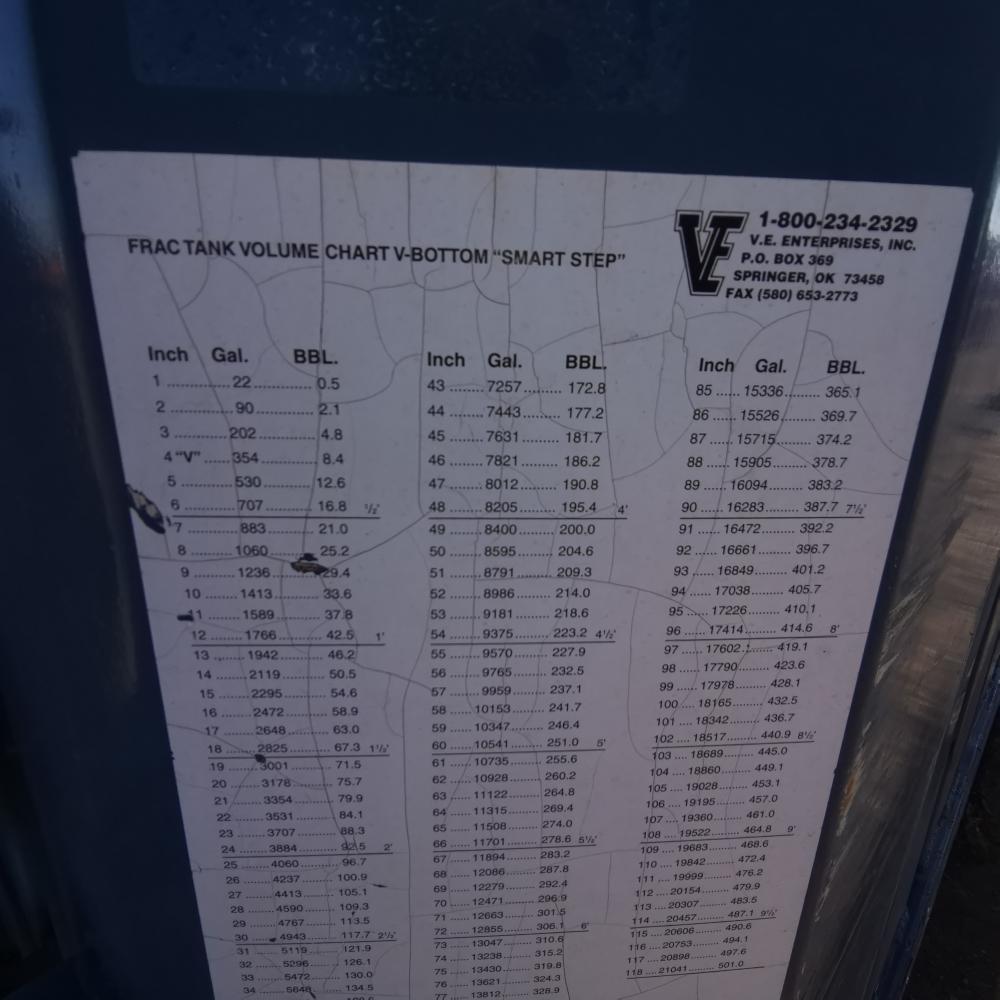 FRAC TANK VOLUME CHART V-BOTTOM “SMART STEP”
VE
1-800-234-2329
V.E. ENTERPRISES, INC.
P.O. BOX 369
SPRINGER, OK 73458
FAX (580) 653-2773
Inch Gal. BBL.
1 ............ 22 ........... 0.5
2 ............ 90 ........... 2.1
3 .......... 202 .......... 4.8
4 “V” ..... 354 .......... 8.4
5 .......... 530 .......... 12.6
6 .......... 707 .......... 16.8 ½'
7 .......... 883 .......... 21.0
8 ........ 1060 .......... 25.2
9 ........ 1236 .......... 29.4
10 ........ 1413 .......... 33.6
11 ........ 1589 .......... 37.8
12 ........ 1766 .......... 42.5 1'
13 ........ 1942 .......... 46.2
14 ........ 2119 .......... 50.5
15 ........ 2295 .......... 54.6
16 ........ 2472 .......... 58.9
17 ........ 2648 .......... 63.0
18 ........ 2825 .......... 67.3 1½'
19 ........ 3001 .......... 71.5
20 ........ 3178 .......... 75.7
21 ........ 3354 .......... 79.9
22 ........ 3531 .......... 84.1
23 ........ 3707 .......... 88.3
24 ........ 3884 .......... 92.5 2'
25 ........ 4060 .......... 96.7
26 ........ 4237 .......... 100.9
27 ........ 4413 .......... 105.1
28 ........ 4590 .......... 109.3
29 ........ 4767 .......... 113.5
30 ........ 4943 .......... 117.7 2½'
31 ........ 5119 .......... 121.9
32 ........ 5296 .......... 126.1
33 ........ 5472 .......... 130.0
34 ........ 5648 .......... 134.5
Inch Gal. BBL.
43 ........ 7257 ......... 172.8
44 ........ 7443 ......... 177.2
45 ........ 7631 ......... 181.7
46 ........ 7821 ......... 186.2
47 ........ 8012 ......... 190.8
48 ........ 8205 ......... 195.4 4'
49 ........ 8400 ......... 200.0
50 ........ 8595 ......... 204.6
51 ........ 8791 ......... 209.3
52 ........ 8986 ......... 214.0
53 ........ 9181 ......... 218.6
54 ........ 9375 ......... 223.2 4½'
55 ........ 9570 ......... 227.9
56 ........ 9765 ......... 232.5
57 ........ 9959 ......... 237.1
58 ...... 10153 ......... 241.7
59 ...... 10347 ......... 246.4
60 ...... 10541 ......... 251.0 5'
61 ...... 10735 ......... 255.6
62 ...... 10928 ......... 260.2
63 ...... 11122 ......... 264.8
64 ...... 11315 ......... 269.4
65 ...... 11508 ......... 274.0
66 ...... 11701 ......... 278.6 5½'
67 ...... 11894 ......... 283.2
68 ...... 12086 ......... 287.8
69 ...... 12279 ......... 292.4
70 ...... 12471 ......... 296.9
71 ...... 12663 ......... 301.5
72 ...... 12855 ......... 306.1 6'
73 ...... 13047 ......... 310.6
74 ...... 13238 ......... 315.2
75 ...... 13430 ......... 319.8
76 ...... 13621 ......... 324.3
77 ...... 13812 ......... 328.9
Inch Gal. BBL.
85 ...... 15336 ......... 365.1
86 ...... 15526 ......... 369.7
87 ...... 15715 ......... 374.2
88 ...... 15905 ......... 378.7
89 ...... 16094 ......... 383.2
90 ...... 16283 ......... 387.7 7½'
91 ...... 16472 ......... 392.2
92 ...... 16661 ......... 396.7
93 ...... 16849 ......... 401.2
94 ...... 17038 ......... 405.7
95 ...... 17226 ......... 410.1
96 ...... 17414 ......... 414.6 8'
97 ...... 17602 ......... 419.1
98 ...... 17790 ......... 423.6
99 ...... 17978 ......... 428.1
100 .... 18165 ......... 432.5
101 .... 18342 ......... 436.7
102 .... 18517 ......... 440.9 8½'
103 .... 18689 ......... 445.0
104 .... 18860 ......... 449.1
105 .... 19028 ......... 453.1
106 .... 19195 ......... 457.0
107 .... 19360 ......... 461.0
108 .... 19522 ......... 464.8 9'
109 .... 19683 ......... 468.6
110 .... 19842 ......... 472.4
111 .... 19999 ......... 476.2
112 .... 20154 ......... 479.9
113 .... 20307 ......... 483.5
114 .... 20457 ......... 487.1 9½'
115 .... 20606 ......... 490.6
116 .... 20753 ......... 494.1
117 .... 20898 ......... 497.6
118 .... 21041 ......... 501.0